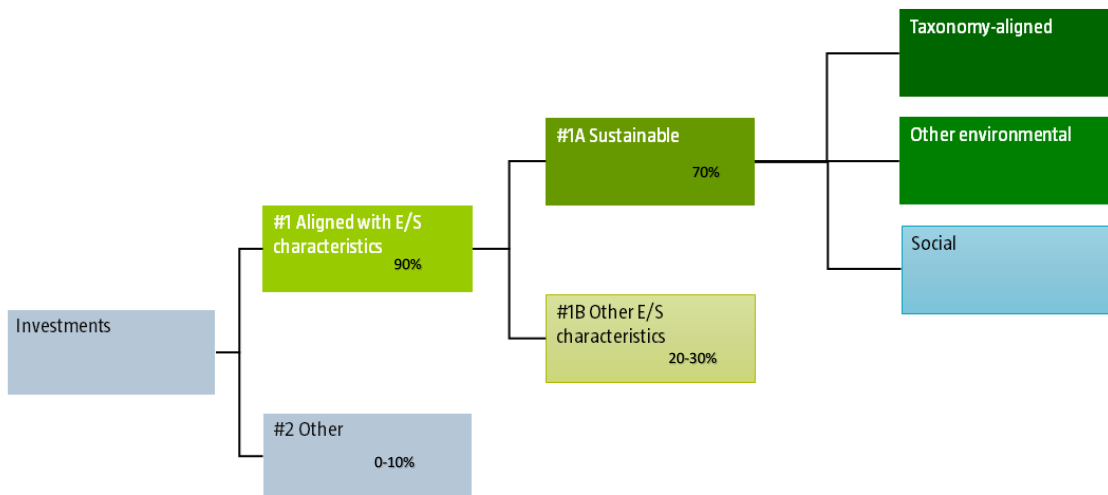 Taxonomy-aligned
#1A Sustainable
70%
Other environmental
#1 Aligned with E/S
characteristics
90%
Social
Investments
#1B Other E/S
characteristics
20-30%
#2 Other
0-10%